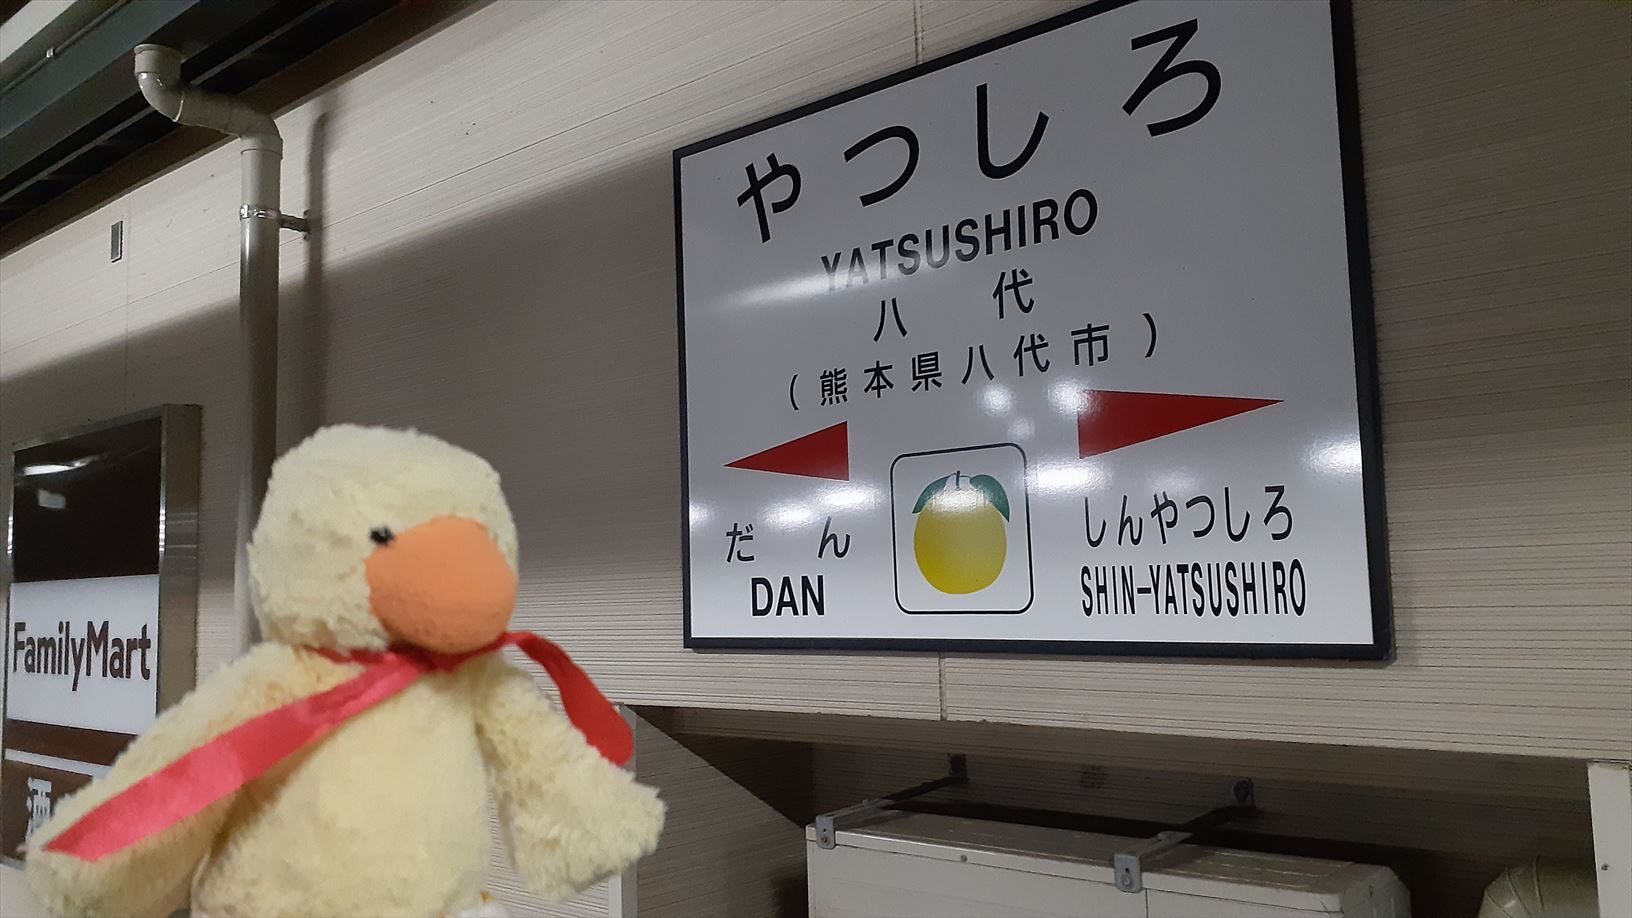 やつしろ
YATSUSHIRO
八代
(熊本県八代市)
だん
DAN
しんやつしろ
SHIN-YATSUSHIRO
FamilyMart
酒